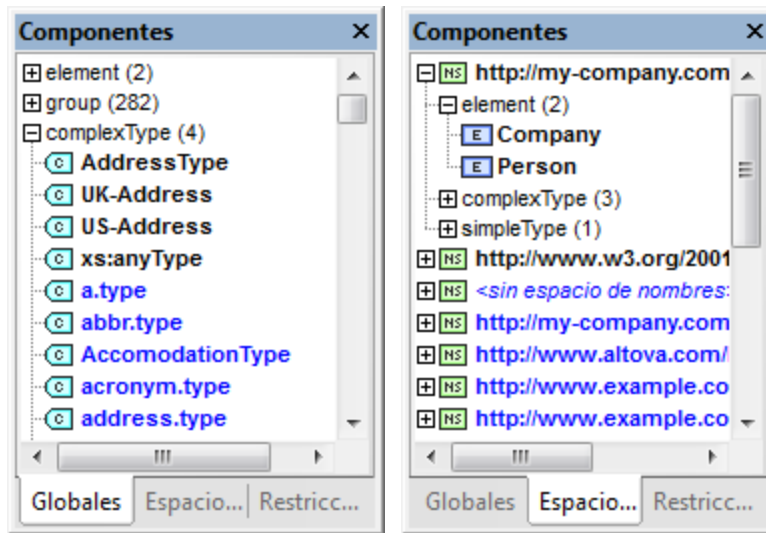 Componentes
element (2)
group (282)
complexType (4)
AddressType
UK-Address
US-Address
xs:anyType
a.type
abbr.type
AccomodationType
acronym.type
address.type
Globales Espacio... Restricc...
Componentes
http://my-company.com
element (2)
Company
Person
complexType (3)
simpleType (1)
http://www.w3.org/2001
<sin espacio de nombres
http://my-company.com
http://www.altova.com/
http://www.example.co
http://www.example.co
Globales Espacio... Restricc...